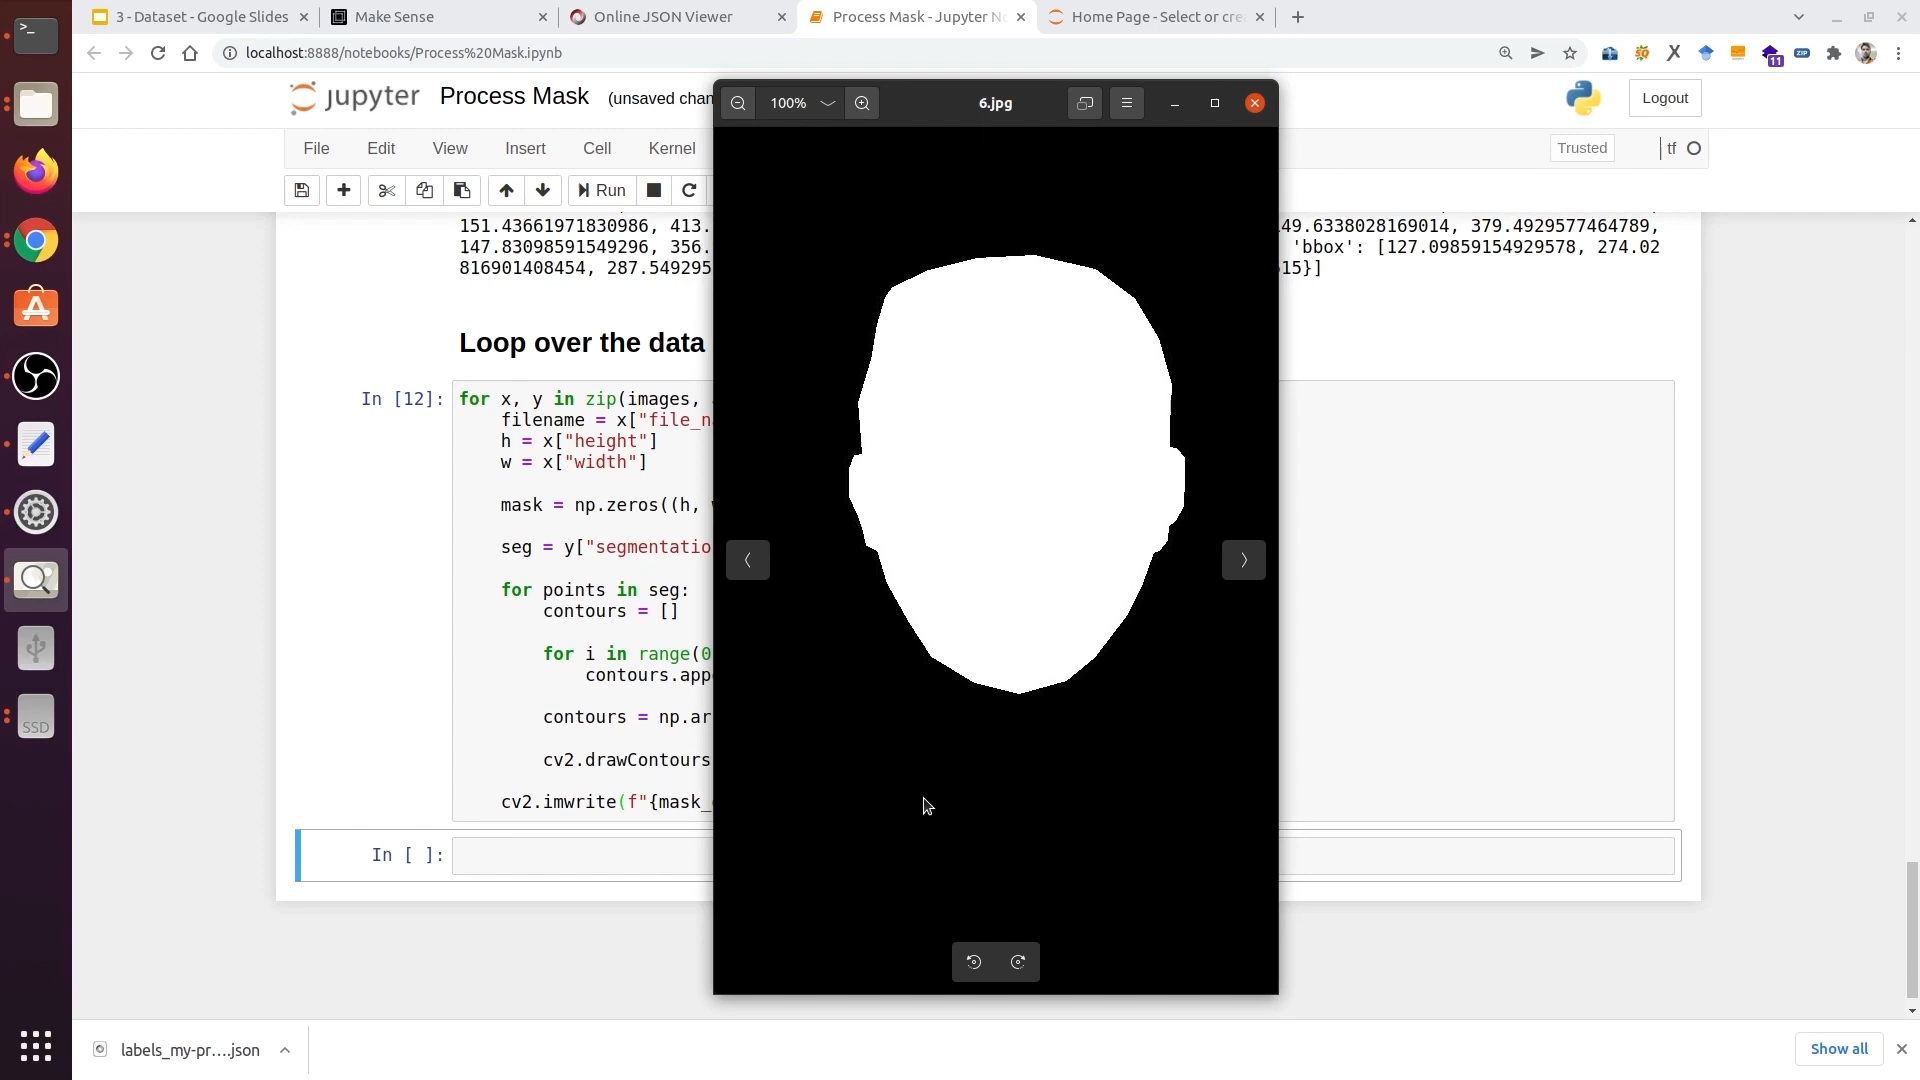 3 - Dataset - Google Slides
Make Sense
Online JSON Viewer
Process Mask - Jupyter No
Home Page - Select or cre
localhost:8888/notebooks/Process%20Mask.ipynb
ZIP
11
jupyter Process Mask (unsaved chan
Logout
File Edit View Insert Cell Kernel
Trusted
tf
Run
100%
6.jpg
151.43661971830986, 413.
49.6338028169014, 379.4929577464789,
147.83098591549296, 356.
'bbox': [127.09859154929578, 274.02
816901408454, 287.549295
15}]
Loop over the data
In [12]:
for x, y in zip(images,
filename = x["file_n
h = x["height"]
w = x["width"]
mask = np.zeros((h,
seg = y["segmentatio
for points in seg:
contours = []
for i in range(0
contours.appe
contours = np.ar
cv2.drawContours
cv2.imwrite(f"{mask_
In [ ]:
SSD
labels_my-pr....json
Show all